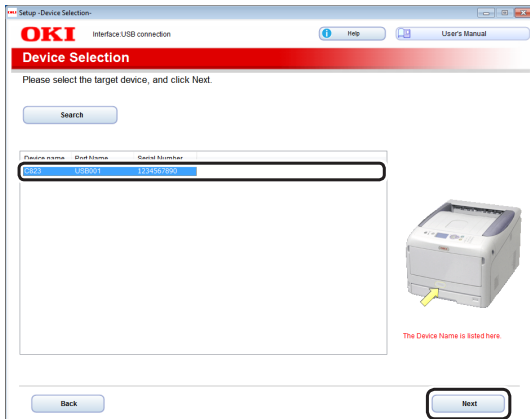 OKI Setup -Device Selection-
OKI Interface:USB connection Help User's Manual
Device Selection
Please select the target device, and click Next.
Search
Device name Port Name Serial Number
C823 USB001 1234567890
The Device Name is listed here.
Back Next